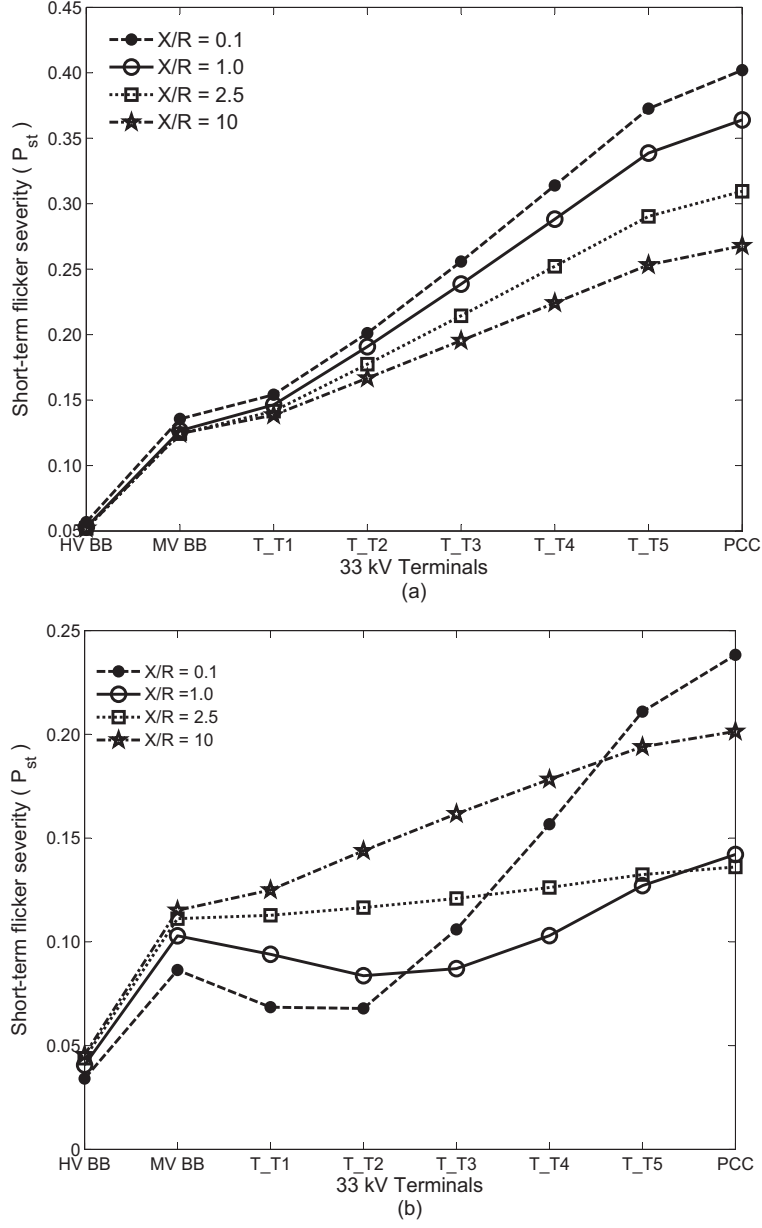 0.45
X/R = 0.1
X/R = 1.0
X/R = 2.5
X/R = 10
0.40
0.35
0.30
0.25
0.20
0.15
0.10
0.05
Short-term flicker severity ( P_st )
HV BB MV BB T_T1 T_T2 T_T3 T_T4 T_T5 PCC
33 kV Terminals
(a)
0.25
X/R = 0.1
X/R =1.0
X/R = 2.5
X/R = 10
0.20
0.15
0.10
0.05
0
Short-term flicker severity ( P_st )
HV BB MV BB T_T1 T_T2 T_T3 T_T4 T_T5 PCC
33 kV Terminals
(b)